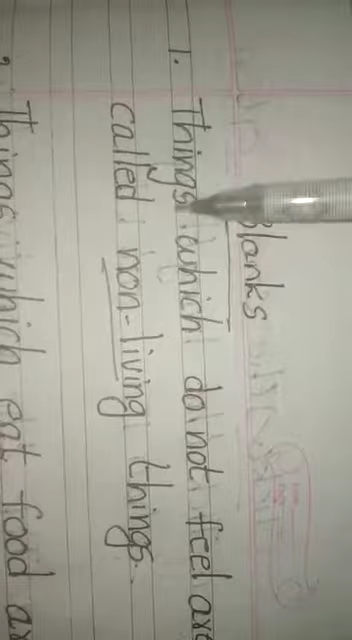 Blanks
1. Things which do not feel are
called non-living things.
Things which eat food